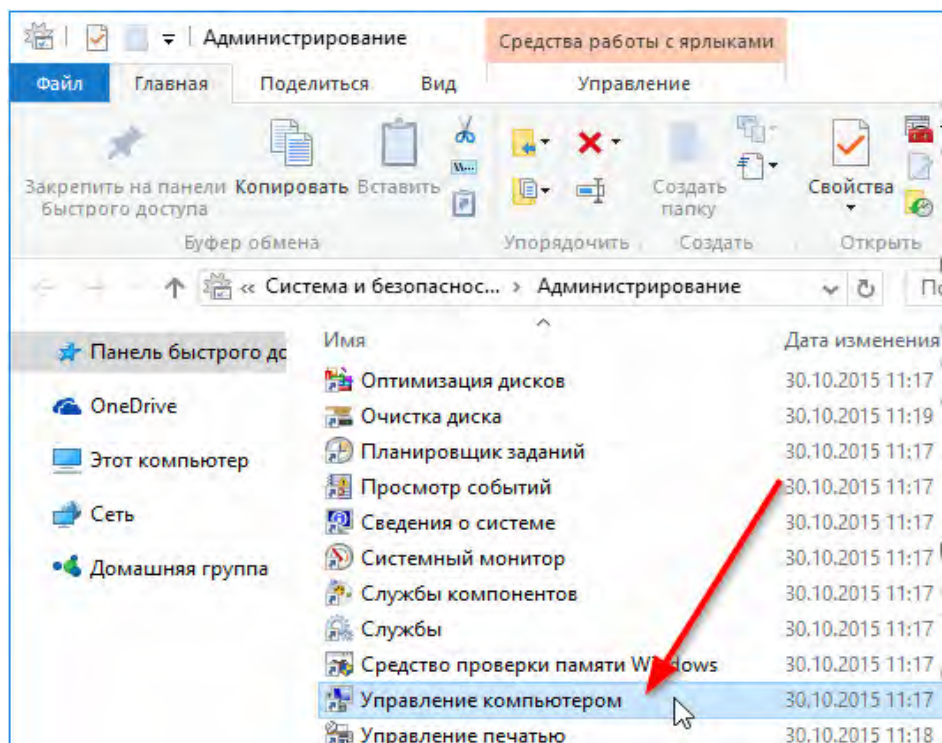 Администрирование
Средства работы с ярлыками
Файл Главная Поделиться Вид Управление
Закрепить на панели быстрого доступа
Копировать
Вставить
Создать папку
Свойства
Буфер обмена Упорядочить Создать Открыть
« Система и безопаснос... › Администрирование
Имя Дата изменения
Панель быстрого дс
OneDrive
Этот компьютер
Сеть
Домашняя группа
Оптимизация дисков 30.10.2015 11:17
Очистка диска 30.10.2015 11:19
Планировщик заданий 30.10.2015 11:17
Просмотр событий 30.10.2015 11:17
Сведения о системе 30.10.2015 11:17
Системный монитор 30.10.2015 11:17
Службы компонентов 30.10.2015 11:17
Службы 30.10.2015 11:17
Средство проверки памяти Windows 30.10.2015 11:17
Управление компьютером 30.10.2015 11:17
Управление печатью 30.10.2015 11:18